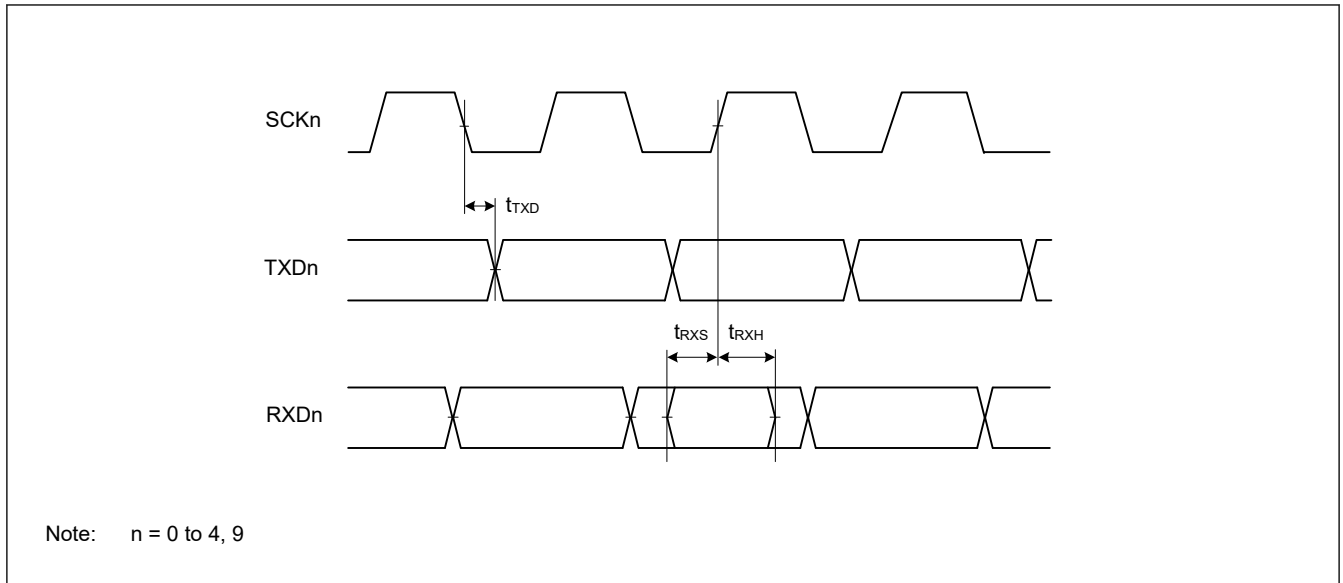 SCKn
tTXD
TXDn
tRXS tRXH
RXDn
Note: n = 0 to 4, 9